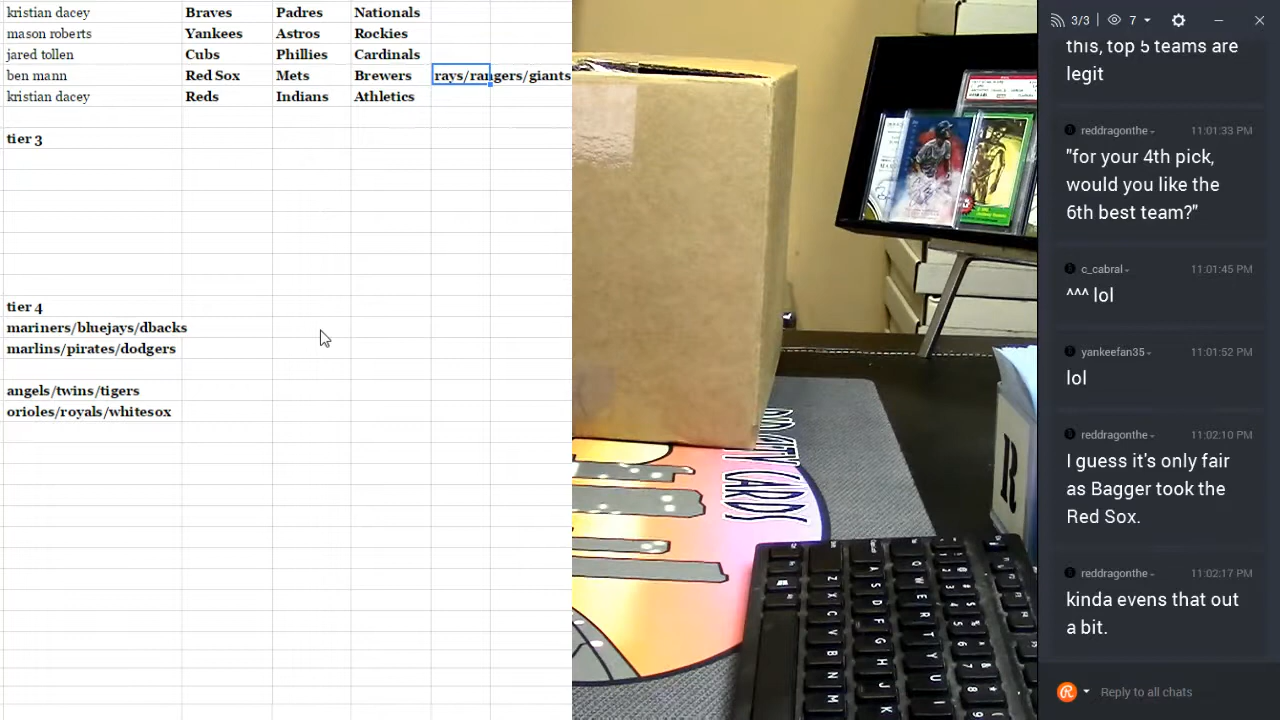 kristian dacey Braves Padres Nationals
mason roberts Yankees Astros Rockies
jared tollen Cubs Phillies Cardinals
ben mann Red Sox Mets Brewers rays/rangers/giants
kristian dacey Reds Indians Athletics
tier 3
tier 4
mariners/bluejays/dbacks
marlins/pirates/dodgers
angels/twins/tigers
orioles/royals/whitesox
CARDS
R
3/3 7
this, top 5 teams are
legit
reddragonthe 11:01:33 PM
"for your 4th pick,
would you like the
6th best team?"
c_cabral 11:01:45 PM
^^^ lol
yankeefan35 11:01:52 PM
lol
reddragonthe 11:02:10 PM
I guess it's only fair
as Bagger took the
Red Sox.
reddragonthe 11:02:17 PM
kinda evens that out
a bit.
Reply to all chats